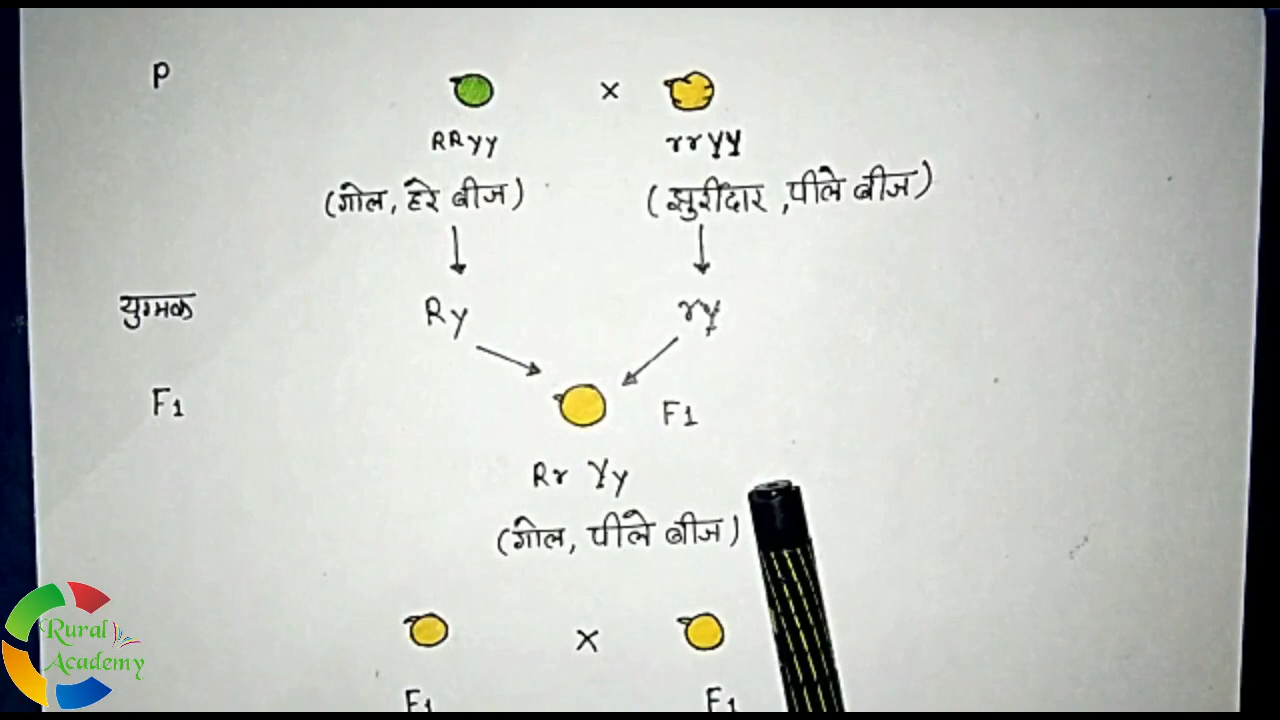 P
×
RRyy rrYY
(गोल, हरे बीज) (झुर्रीदार, पीले बीज)
युग्मक Ry rY
F1 F1
Rr Yy
(गोल, पीले बीज)
×
F1 F1
Rural
Academy